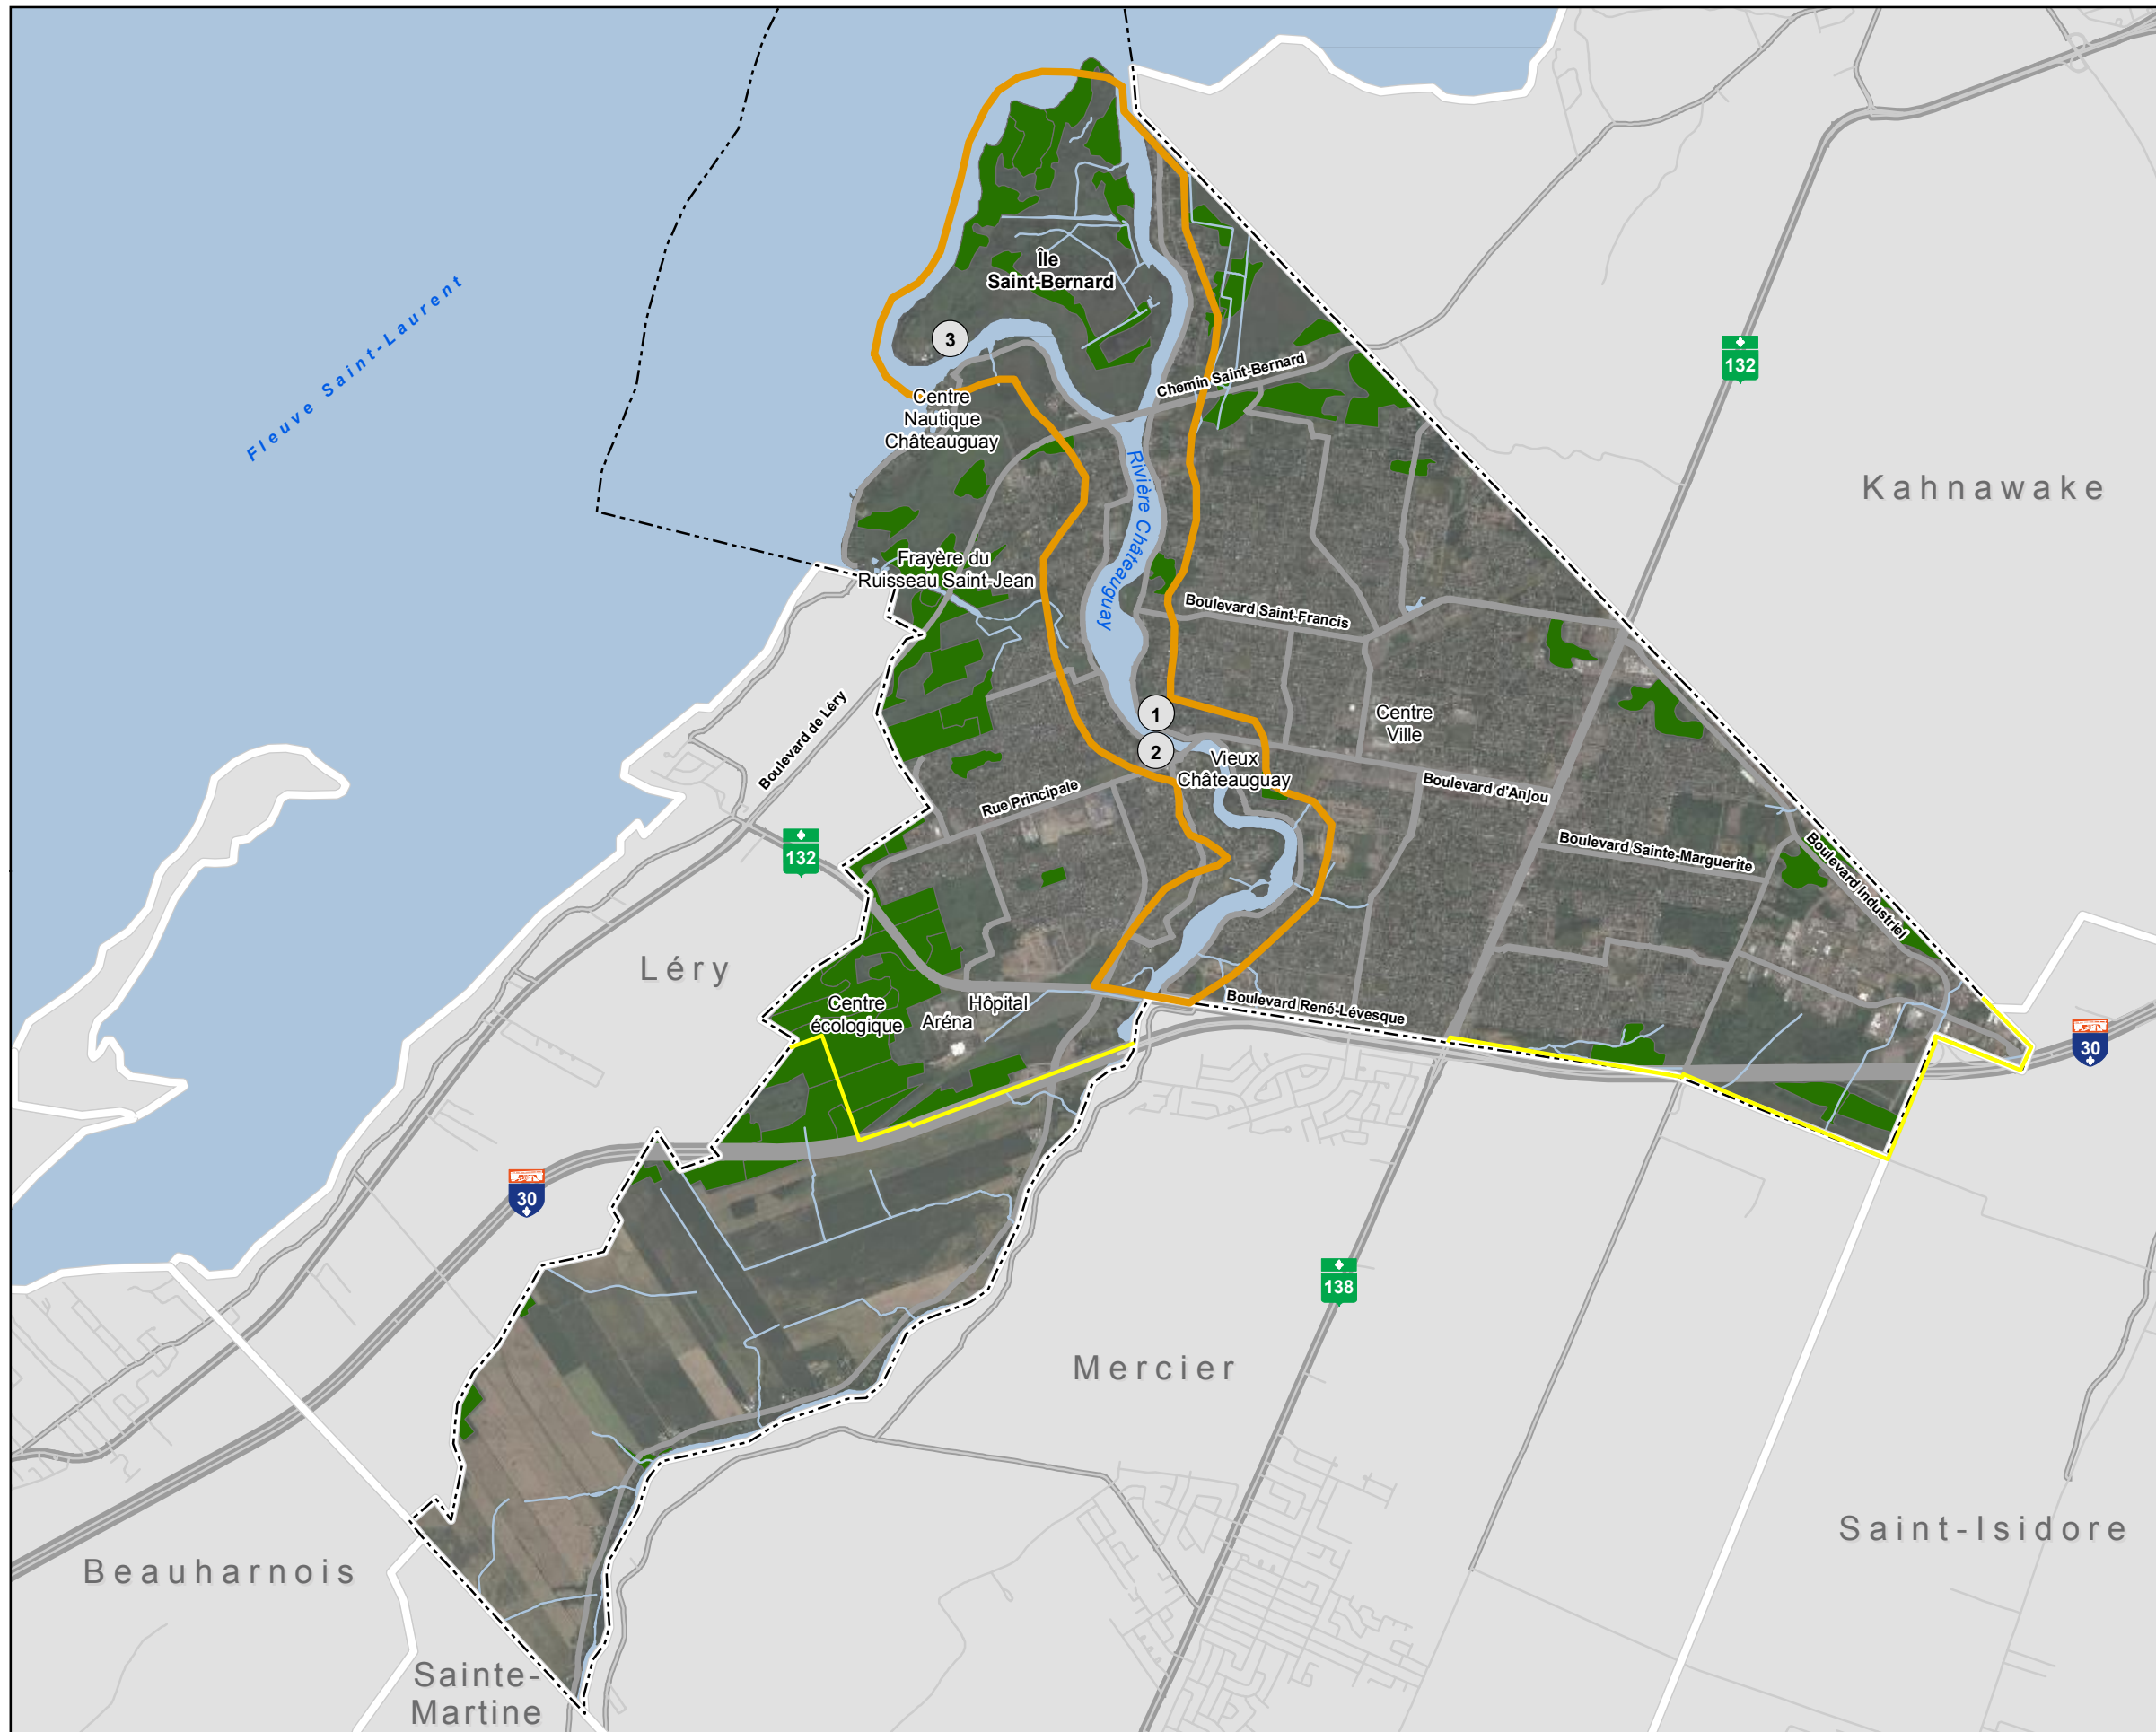 Fleuve Saint-Laurent
Île
Saint-Bernard
3
Centre
Nautique
Châteauguay
Chemin Saint-Bernard
132
Kahnawake
Rivière Châteauguay
Frayère du
Ruisseau Saint-Jean
Boulevard Saint-Francis
Boulevard de Léry
1
2
Centre
Ville
Vieux
Châteauguay
Boulevard d'Anjou
Rue Principale
132
Boulevard Sainte-Marguerite
Boulevard Industriel
Léry
Centre
écologique
Aréna
Hôpital
Boulevard René-Lévesque
30
30
138
Mercier
Saint-Isidore
Beauharnois
Sainte-
Martine